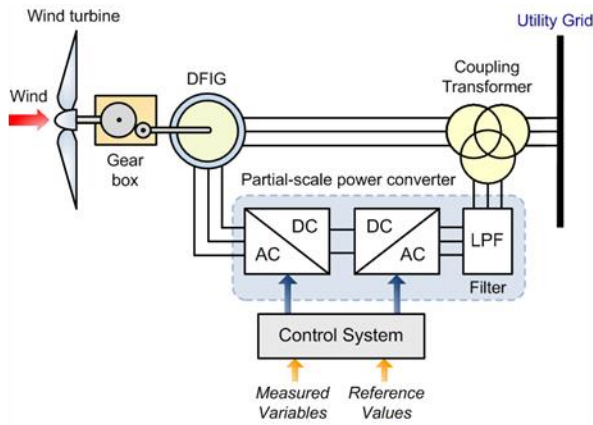 Wind turbine
Utility Grid
DFIG
Coupling
Transformer
Wind
Gear
box
Partial-scale power converter
DC
AC
DC
AC
LPF
Filter
Control System
Measured
Variables
Reference
Values